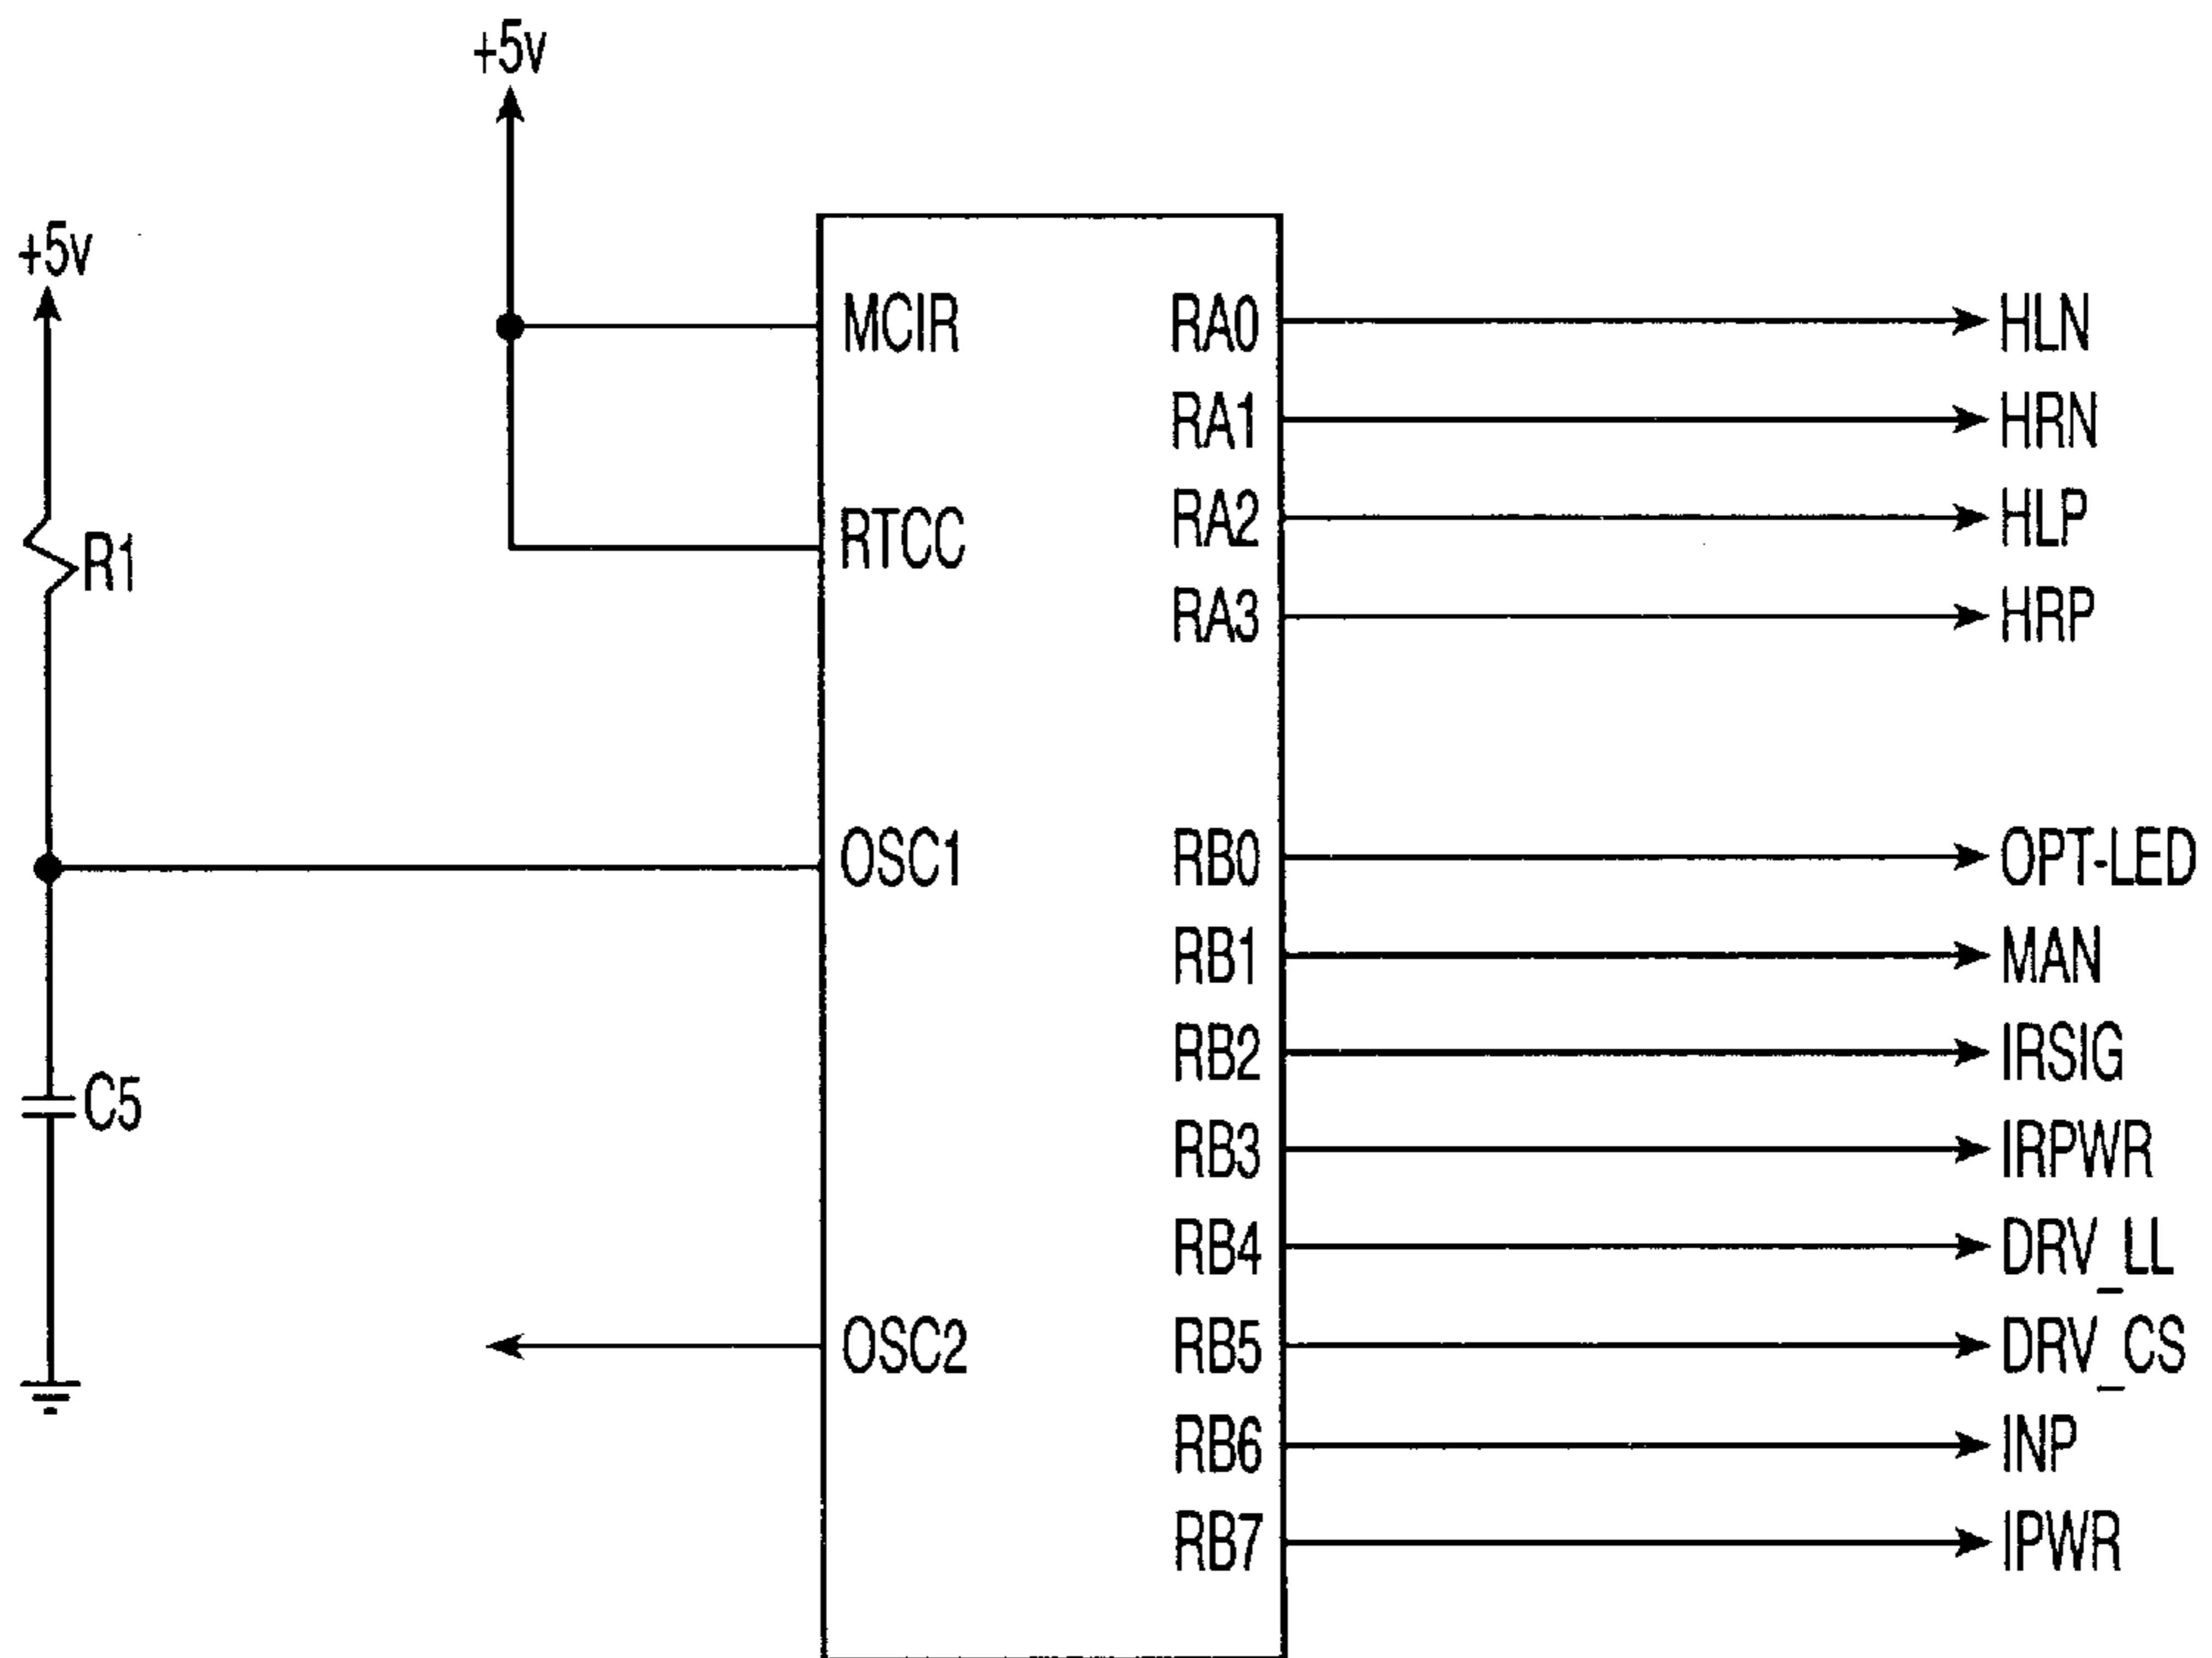 +5v
+5v
MCIR
RA0
HLN
RA1
HRN
RTCC
RA2
HLP
R1
RA3
HRP
OSC1
RB0
OPT-LED
RB1
MAN
RB2
IRSIG
C5
RB3
IRPWR
RB4
DRV_LL
OSC2
RB5
DRV_CS
RB6
INP
RB7
IPWR